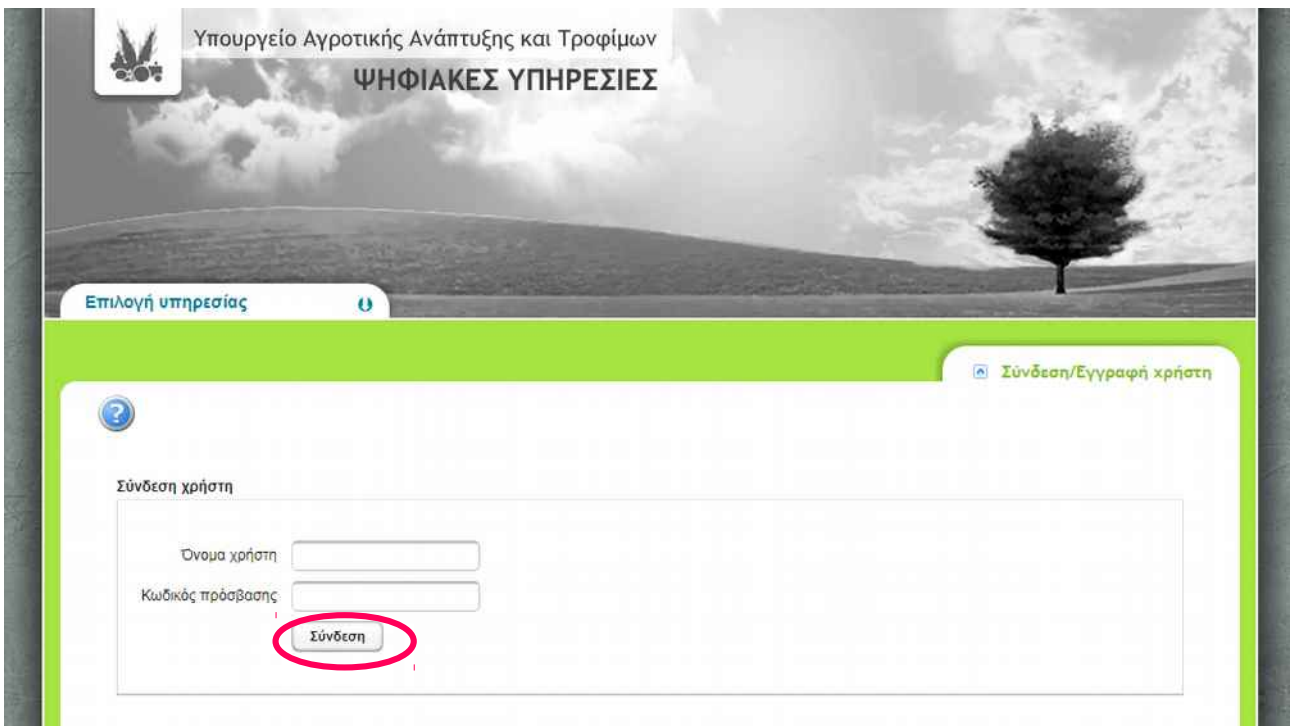 Υπουργείο Αγροτικής Ανάπτυξης και Τροφίμων
ΨΗΦΙΑΚΕΣ ΥΠΗΡΕΣΙΕΣ
Επιλογή υπηρεσίας
Σύνδεση/Εγγραφή χρήστη
Σύνδεση χρήστη
Όνομα χρήστη
Κωδικός πρόσβασης
Σύνδεση